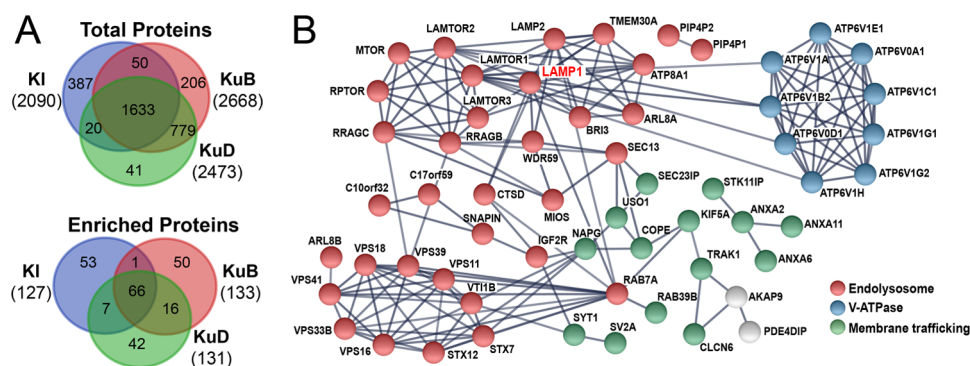 A
Total Proteins
KI
(2090)
387
50
206
KuB
(2668)
1633
20
779
41
KuD
(2473)
Enriched Proteins
KI
(127)
53
1
50
KuB
(133)
66
7
16
42
KuD
(131)
B
LAMTOR2
LAMP2
TMEM30A
PIP4P2
PIP4P1
MTOR
LAMTOR1
LAMP1
ATP8A1
RPTOR
LAMTOR3
BRI3
ARL8A
RRAGC
RRAGB
WDR59
SEC13
C17orf59
C10orf32
CTSD
MIOS
SEC23IP
USO1
SNAPIN
IGF2R
NAPG
COPE
KIF5A
STK11IP
ANXA2
ANXA11
ANXA6
ARL8B
VPS18
VPS39
VPS11
VPS41
VTI1B
RAB7A
RAB39B
TRAK1
AKAP9
PDE4DIP
CLCN6
VPS33B
VPS16
STX12
STX7
SYT1
SV2A
ATP6V1E1
ATP6V1A
ATP6V0A1
ATP6V1B2
ATP6V1C1
ATP6V0D1
ATP6V1G1
ATP6V1G2
ATP6V1H
Endolysosome
V-ATPase
Membrane trafficking